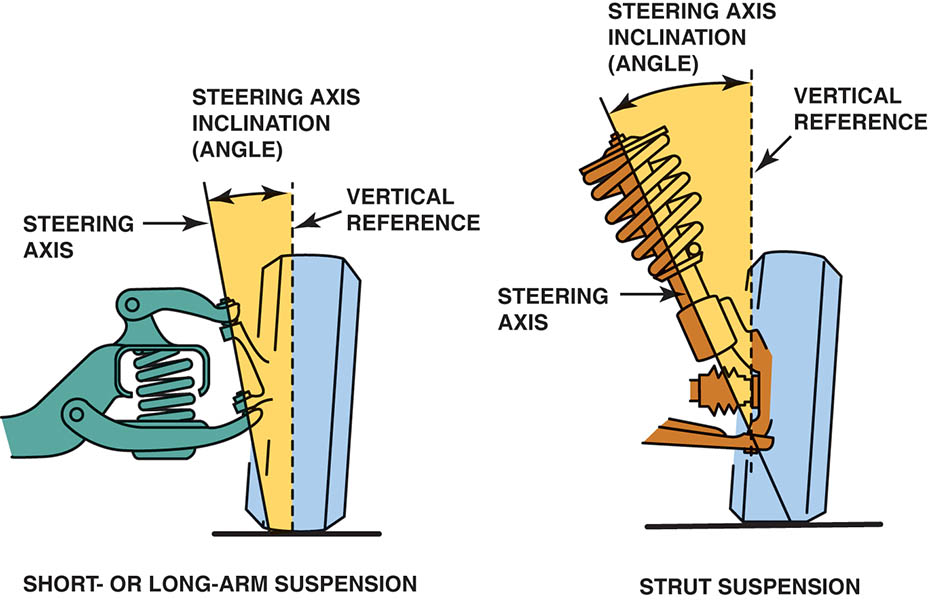 STEERING AXIS
INCLINATION
(ANGLE)
VERTICAL
REFERENCE
STEERING
AXIS
SHORT- OR LONG-ARM SUSPENSION
STEERING AXIS
INCLINATION
(ANGLE)
VERTICAL
REFERENCE
STEERING
AXIS
STRUT SUSPENSION